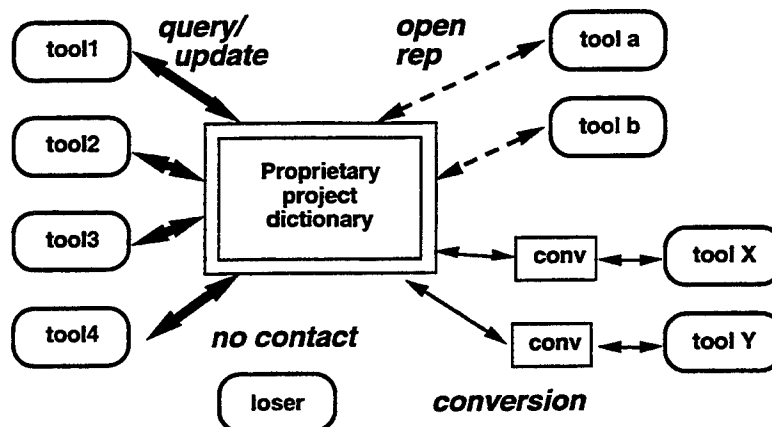 tool1
query/
update
open
rep
tool a
tool2
tool b
Proprietary
project
dictionary
tool3
conv
tool X
tool4
no contact
conv
tool Y
loser
conversion